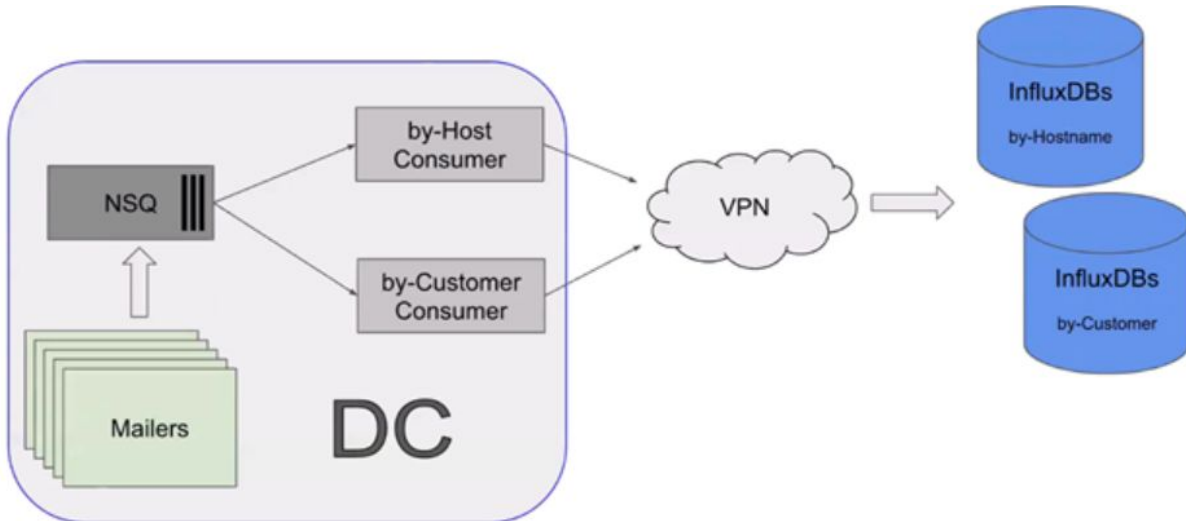 InfluxDBs
by-Hostname
by-Host
Consumer
NSQ
VPN
by-Customer
Consumer
InfluxDBs
by-Customer
Mailers
DC